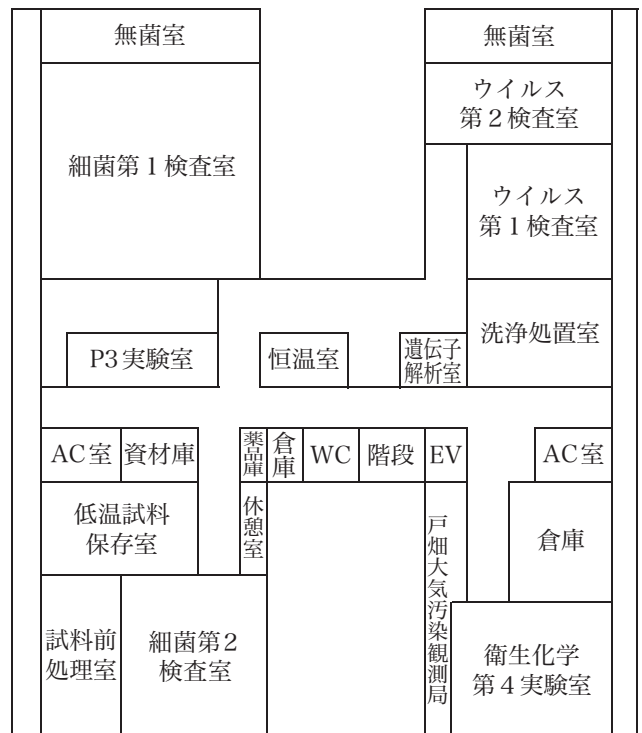 無菌室
無菌室
ウイルス
第2検査室
細菌第1検査室
ウイルス
第1検査室
P3実験室
恒温室
遺伝子
解析室
洗浄処置室
AC室
資材庫
薬品庫
倉庫
WC
階段
EV
AC室
低温試料
保存室
休憩室
戸畑大気汚染観測局
倉庫
試料前
処理室
細菌第2
検査室
衛生化学
第4実験室